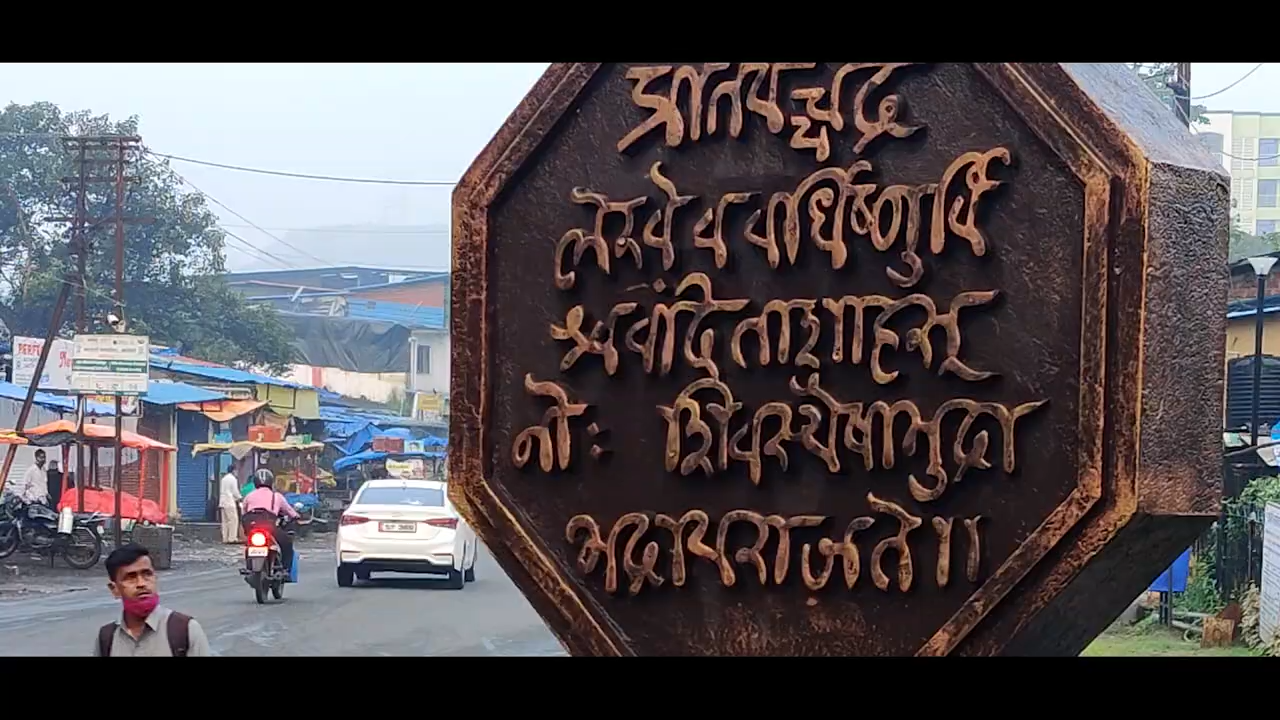 प्रतिपच्चंद्र
लेखेव वर्धिष्णुर्वि
श्ववंदिता शाहसू
नोः शिवस्यैषा मुद्रा
भद्राय राजते॥